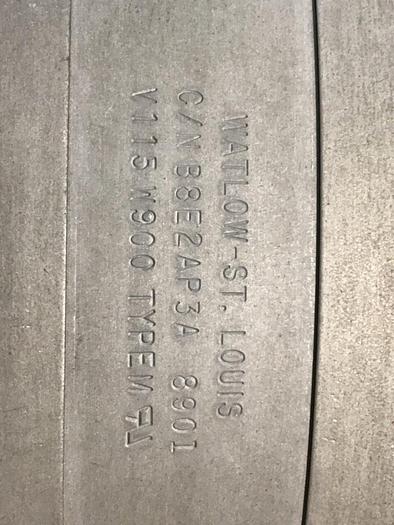 WATLOW-ST. LOUIS
C/N B8E2AP3A 8901
V115 W900 TYPE M